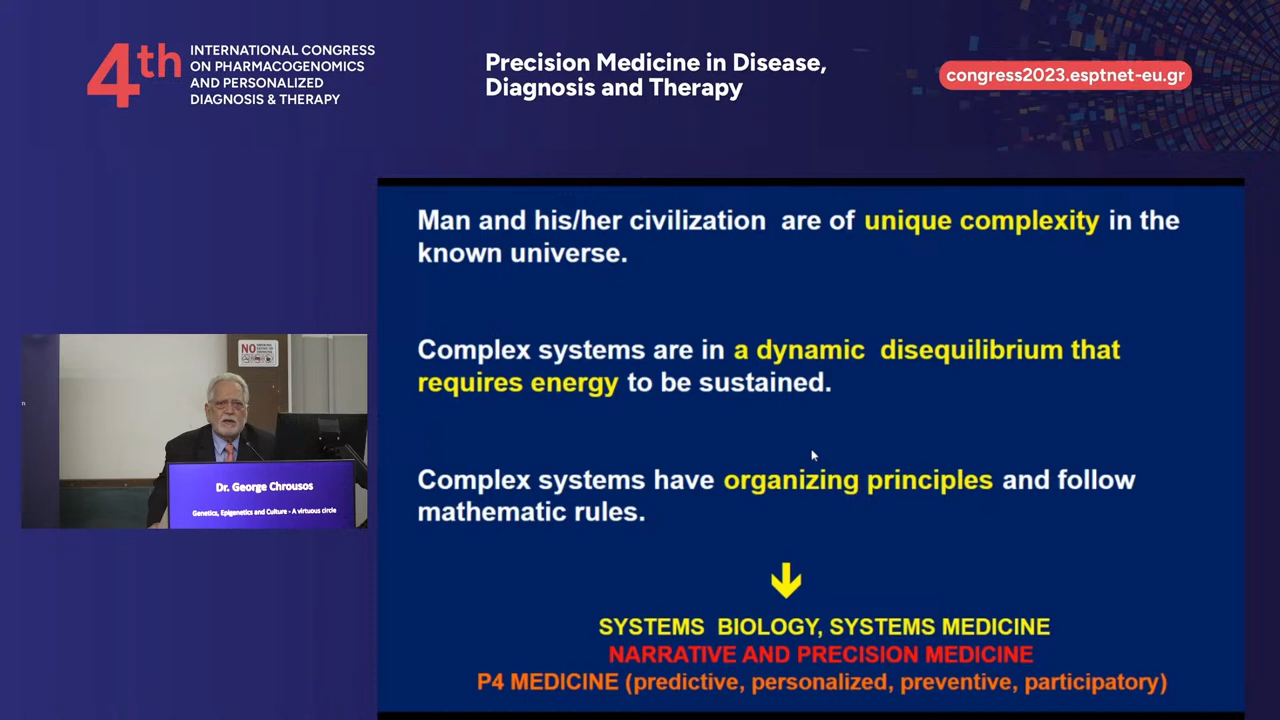 4th
INTERNATIONAL CONGRESS
ON PHARMACOGENOMICS
AND PERSONALIZED
DIAGNOSIS & THERAPY
Precision Medicine in Disease,
Diagnosis and Therapy
congress2023.esptnet-eu.gr
Man and his/her civilization are of unique complexity in the
known universe.
Complex systems are in a dynamic disequilibrium that
requires energy to be sustained.
Complex systems have organizing principles and follow
mathematic rules.
SYSTEMS BIOLOGY, SYSTEMS MEDICINE
NARRATIVE AND PRECISION MEDICINE
P4 MEDICINE (predictive, personalized, preventive, participatory)
NO
Dr. George Chrousos
Genetics, Epigenetics and Culture - A virtuous circle